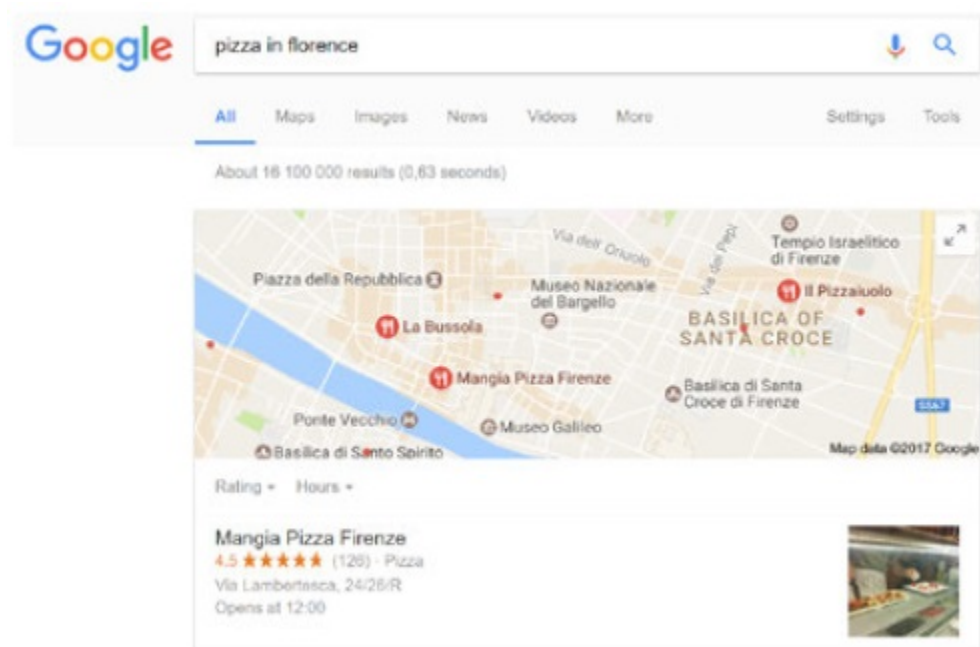 Google
pizza in florence
All Maps Images News Videos More Settings Tools
About 16 100 000 results (0,63 seconds)
Via dell' Oriuolo
Via dei Pepi
Tempio Israelitico
di Firenze
Piazza della Repubblica
Museo Nazionale
del Bargello
Il Pizzaiuolo
La Bussola
BASILICA OF
SANTA CROCE
Mangia Pizza Firenze
Basilica di Santa
Croce di Firenze
SS67
Ponte Vecchio
Museo Galileo
Basilica di Santo Spirito
Map data ©2017 Google
Rating Hours
Mangia Pizza Firenze
4.5 (126) · Pizza
Via Lambertesca, 24/26/R
Opens at 12:00